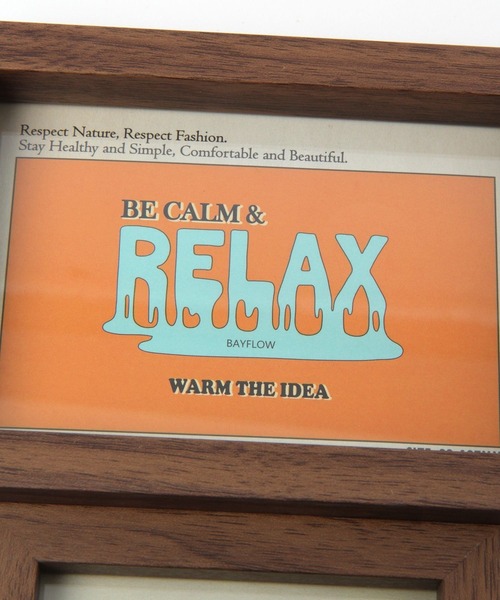 Respect Nature, Respect Fashion.
Stay Healthy and Simple, Comfortable and Beautiful.
BE CALM &
RELAX
BAYFLOW
WARM THE IDEA